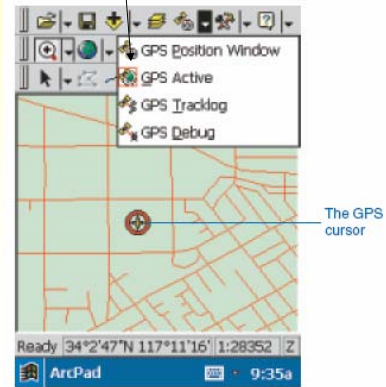 GPS Position Window
GPS Active
GPS Tracklog
GPS Debug
The GPS
cursor
Ready 34°2'47"N 117°11'16' 1:28352 Z
ArcPad 9:35a